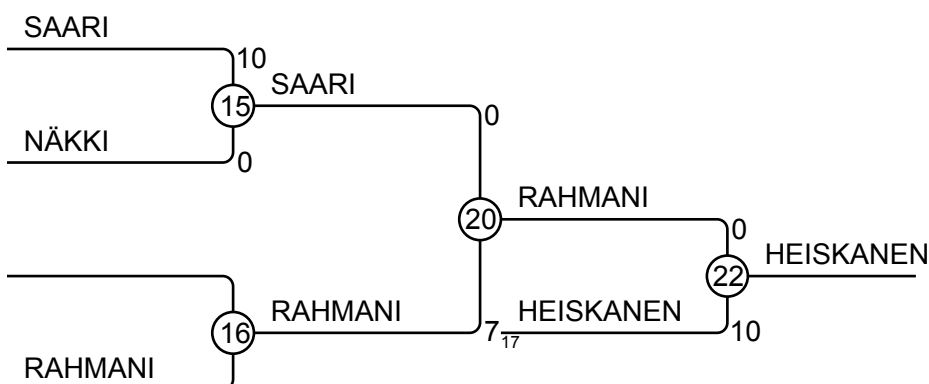 SAARI
10
15
SAARI
NÄKKI
0
0
20
RAHMANI
0
22
HEISKANEN
16
RAHMANI
7
17
HEISKANEN
10
RAHMANI